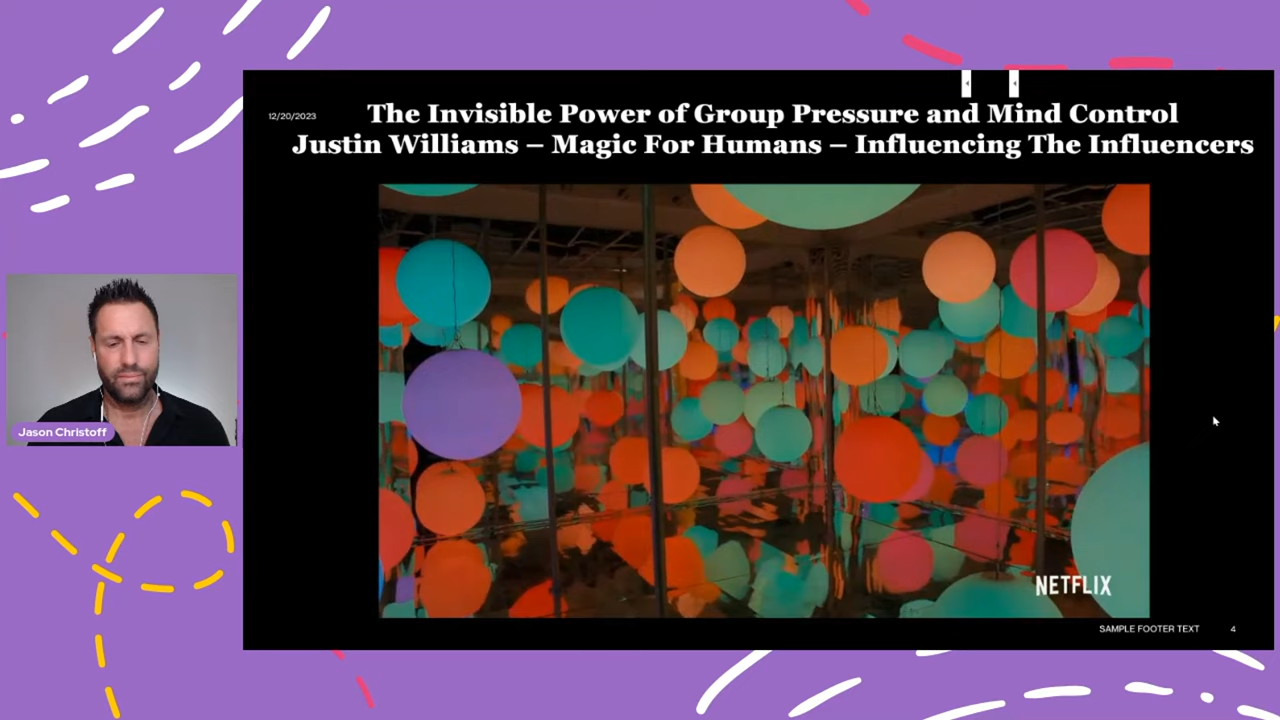 12/20/2023
The Invisible Power of Group Pressure and Mind Control
Justin Williams – Magic For Humans – Influencing The Influencers
Jason Christoff
NETFLIX
SAMPLE FOOTER TEXT
4